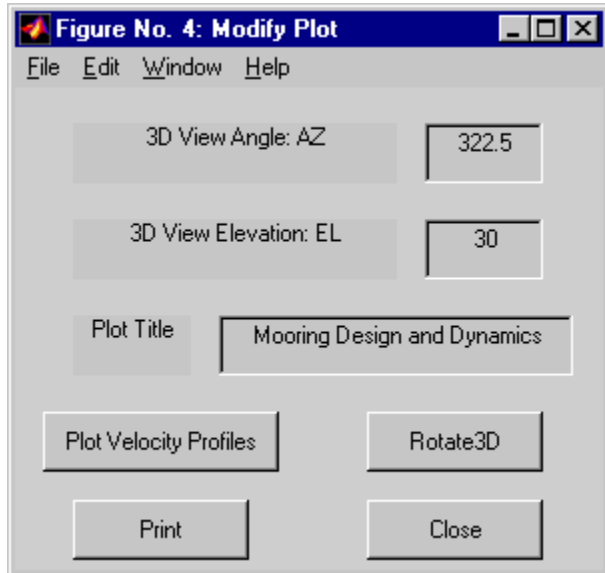 Figure No. 4: Modify Plot
File Edit Window Help
3D View Angle: AZ 322.5
3D View Elevation: EL 30
Plot Title Mooring Design and Dynamics
Plot Velocity Profiles Rotate3D
Print Close